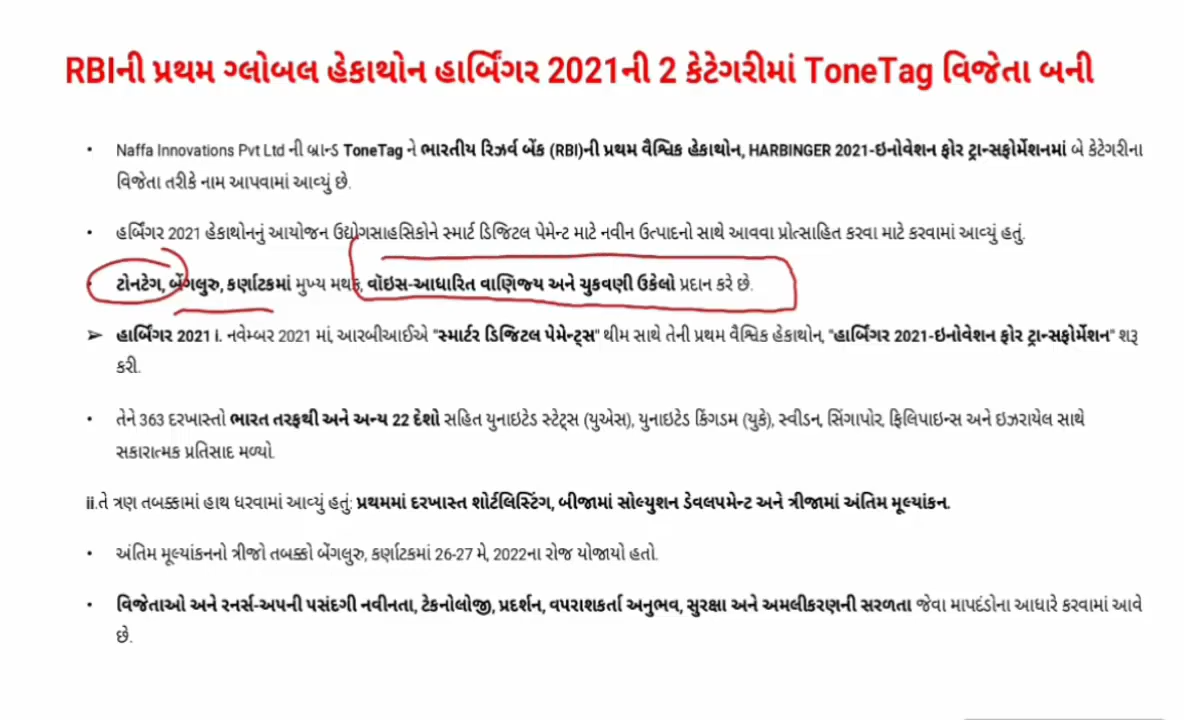 RBIની પ્રથમ ગ્લોબલ હેકાથોન હાર્બિંગર 2021ની 2 કેટેગરીમાં ToneTag વિજેતા બની
• Naffa Innovations Pvt Ltd ની બ્રાન્ડ ToneTag ને ભારતીય રિઝર્વ બેંક (RBI)ની પ્રથમ વૈશ્વિક હેકાથોન, HARBINGER 2021-ઇનોવેશન ફોર ટ્રાન્સફોર્મેશનમાં બે કેટેગરીના
વિજેતા તરીકે નામ આપવામાં આવ્યું છે.
• હર્બિંગર 2021 હેકાથોનનું આયોજન ઉદ્યોગસાહસિકોને સ્માર્ટ ડિજિટલ પેમેન્ટ માટે નવીન ઉત્પાદનો સાથે આવવા પ્રોત્સાહિત કરવા માટે કરવામાં આવ્યું હતું.
• ટોનટેગ, બેંગલુરુ, કર્ણાટકમાં મુખ્ય મથક, વૉઇસ-આધારિત વાણિજ્ય અને ચુકવણી ઉકેલો પ્રદાન કરે છે.
➢ હાર્બિંગર 2021 i. નવેમ્બર 2021 માં, આરબીઆઈએ "સ્માર્ટર ડિજિટલ પેમેન્ટ્સ" થીમ સાથે તેની પ્રથમ વૈશ્વિક હેકાથોન, "હાર્બિંગર 2021-ઇનોવેશન ફોર ટ્રાન્સફોર્મેશન" શરૂ
કરી.
• તેને 363 દરખાસ્તો ભારત તરફથી અને અન્ય 22 દેશો સહિત યુનાઇટેડ સ્ટેટ્સ (યુએસ), યુનાઇટેડ કિંગડમ (યુકે), સ્વીડન, સિંગાપોર, ફિલિપાઇન્સ અને ઇઝરાયેલ સાથે
સકારાત્મક પ્રતિસાદ મળ્યો.
ii.તે ત્રણ તબક્કામાં હાથ ધરવામાં આવ્યું હતું: પ્રથમમાં દરખાસ્ત શોર્ટલિસ્ટિંગ, બીજામાં સોલ્યુશન ડેવલપમેન્ટ અને ત્રીજામાં અંતિમ મૂલ્યાંકન.
• અંતિમ મૂલ્યાંકનનો ત્રીજો તબક્કો બેંગલુરુ, કર્ણાટકમાં 26-27 મે, 2022ના રોજ યોજાયો હતો.
• વિજેતાઓ અને રનર્સ-અપની પસંદગી નવીનતા, ટેકનોલોજી, પ્રદર્શન, વપરાશકર્તા અનુભવ, સુરક્ષા અને અમલીકરણની સરળતા જેવા માપદંડોના આધારે કરવામાં આવે
છે.